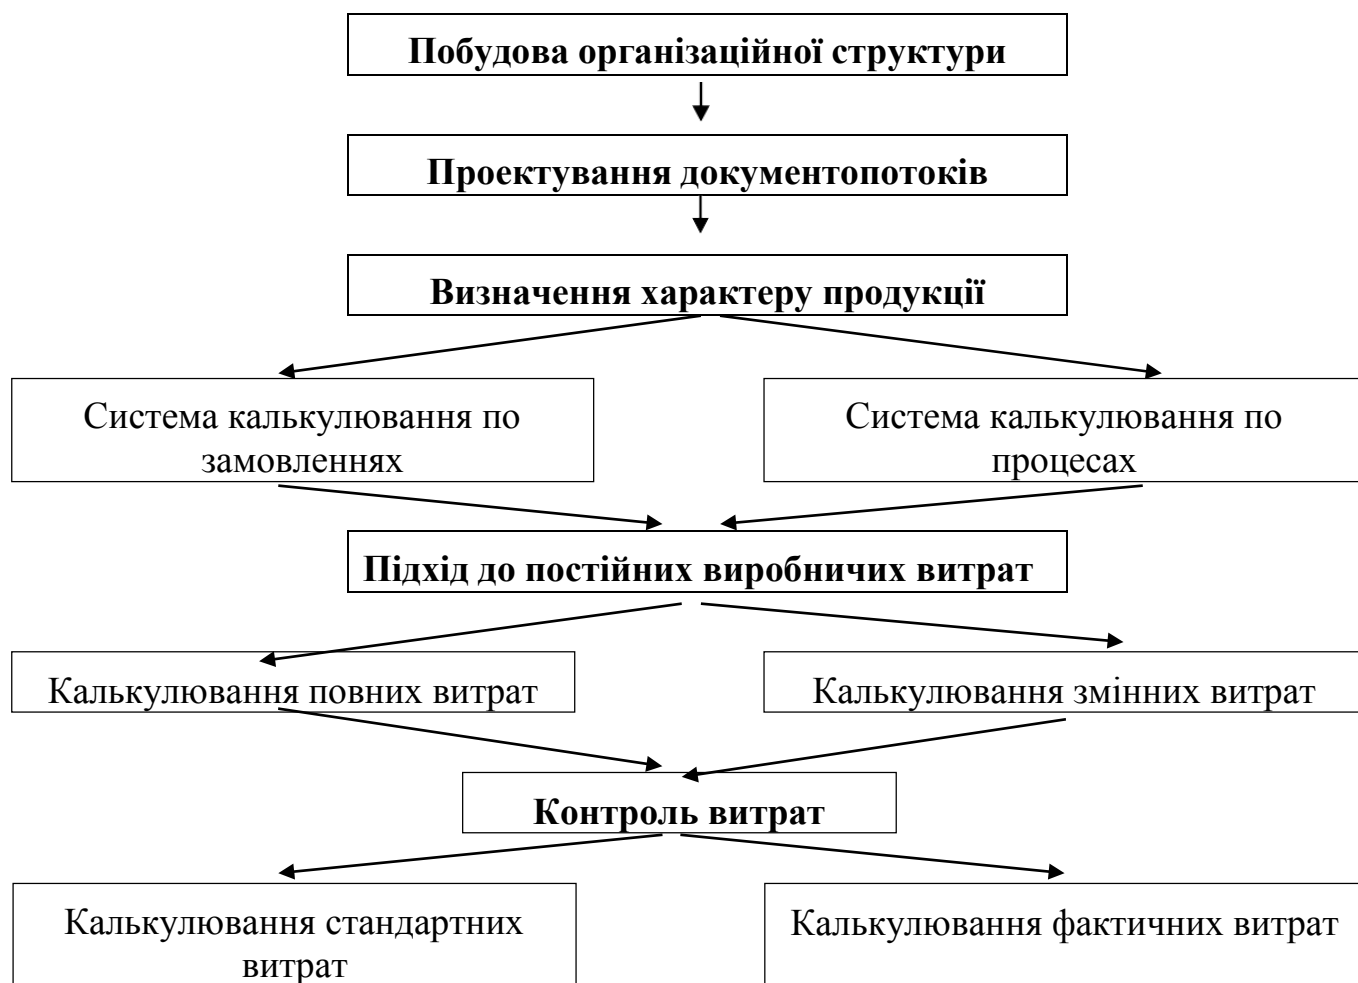 Побудова організаційної структури
Проектування документопотоків
Визначення характеру продукції
Система калькулювання по
замовленнях
Система калькулювання по
процесах
Підхід до постійних виробничих витрат
Калькулювання повних витрат
Калькулювання змінних витрат
Контроль витрат
Калькулювання стандартних
витрат
Калькулювання фактичних витрат